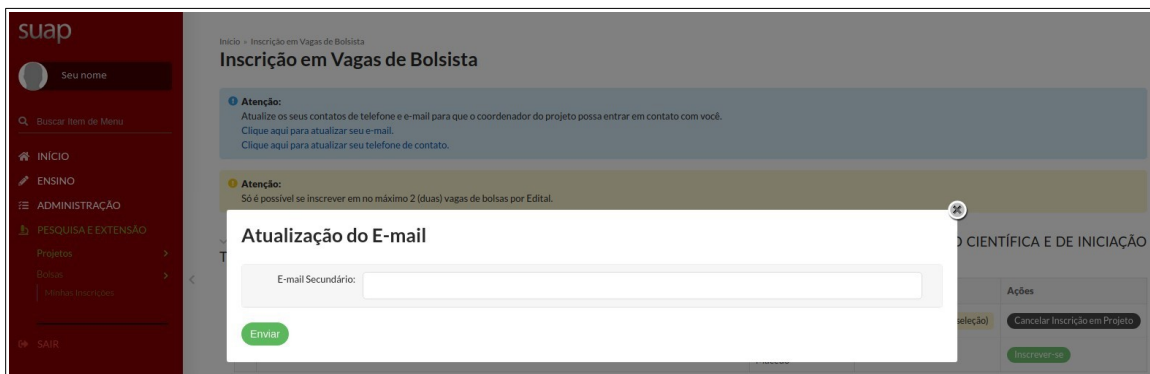 suap
Seu nome
Buscar Item de Menu
INÍCIO
ENSINO
ADMINISTRAÇÃO
PESQUISA E EXTENSÃO
Projetos
Bolsas
Minhas Inscrições
SAIR
Início » Inscrição em Vagas de Bolsista
Inscrição em Vagas de Bolsista
Atenção:
Atualize os seus contatos de telefone e e-mail para que o coordenador do projeto possa entrar em contato com você.
Clique aqui para atualizar seu e-mail.
Clique aqui para atualizar seu telefone de contato.
Atenção:
Só é possível se inscrever em no máximo 2 (duas) vagas de bolsas por Edital.
Atualização do E-mail
E-mail Secundário:
Enviar
CIENTÍFICA E DE INICIAÇÃO
T
Ações
seleção)
Cancelar Inscrição em Projeto
Inscrever-se